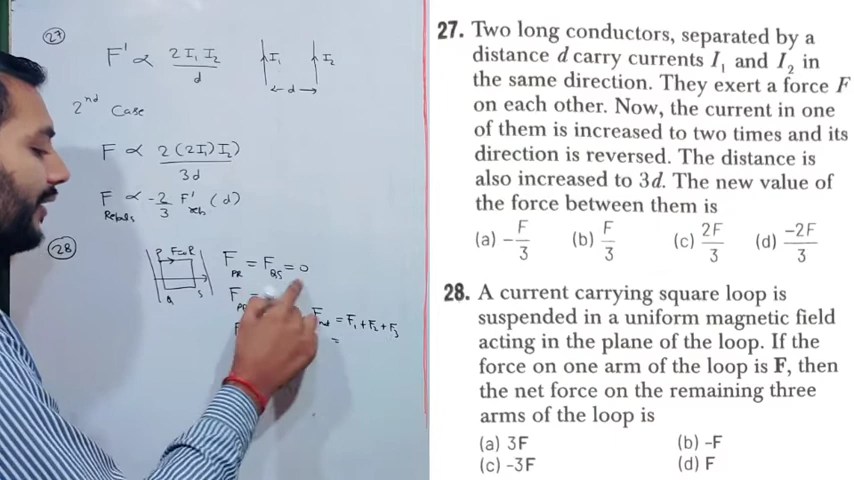 27
F' ∝ 2 I₁ I₂ / d
I₁ I₂
← d →
2nd Case
F ∝ 2 (2I₁) I₂) / 3d
F ∝ -2/3 F' (d)
28
F PR = F QS = 0
= F₁ + F₂ + F₃
=
27. Two long conductors, separated by a
distance d carry currents I₁ and I₂ in
the same direction. They exert a force F
on each other. Now, the current in one
of them is increased to two times and its
direction is reversed. The distance is
also increased to 3d. The new value of
the force between them is
(a) -F/3 (b) F/3 (c) 2F/3 (d) -2F/3
28. A current carrying square loop is
suspended in a uniform magnetic field
acting in the plane of the loop. If the
force on one arm of the loop is F, then
the net force on the remaining three
arms of the loop is
(a) 3F (b) -F
(c) -3F (d) F